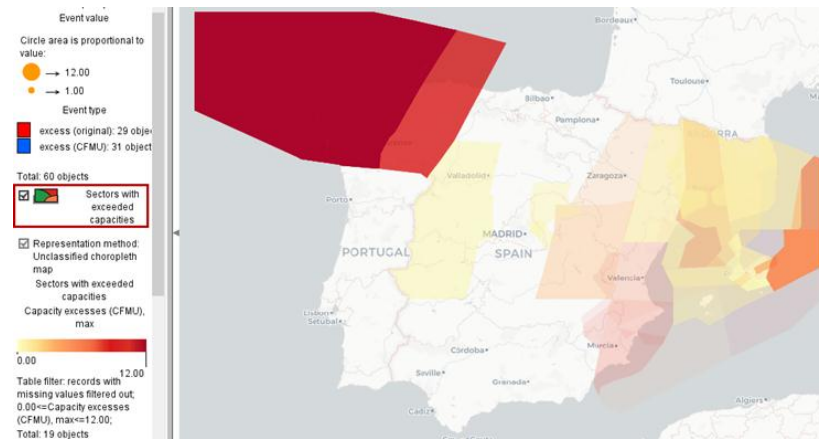 Event value
Circle area is proportional to
value:
→ 12.00
→ 1.00
Event type
excess (original): 29 objec
excess (CFMU): 31 object
Total: 60 objects
Sectors with
exceeded
capacities
Representation method:
Unclassified choropleth
map
Sectors with exceeded
capacities
Capacity excesses (CFMU),
max
0.00
12.00
Table filter: records with
missing values filtered out;
0.00<=Capacity excesses
(CFMU), max<=12.00;
Total: 19 objects
Bordeaux
Toulouse
Bilbao
Pamplona
Valladolid
Zaragoza
Porto
MADRID
PORTUGAL
SPAIN
Valencia
Lisbon
Setúbal
Murcia
Córdoba
Seville
Granada
Cadiz
Algiers